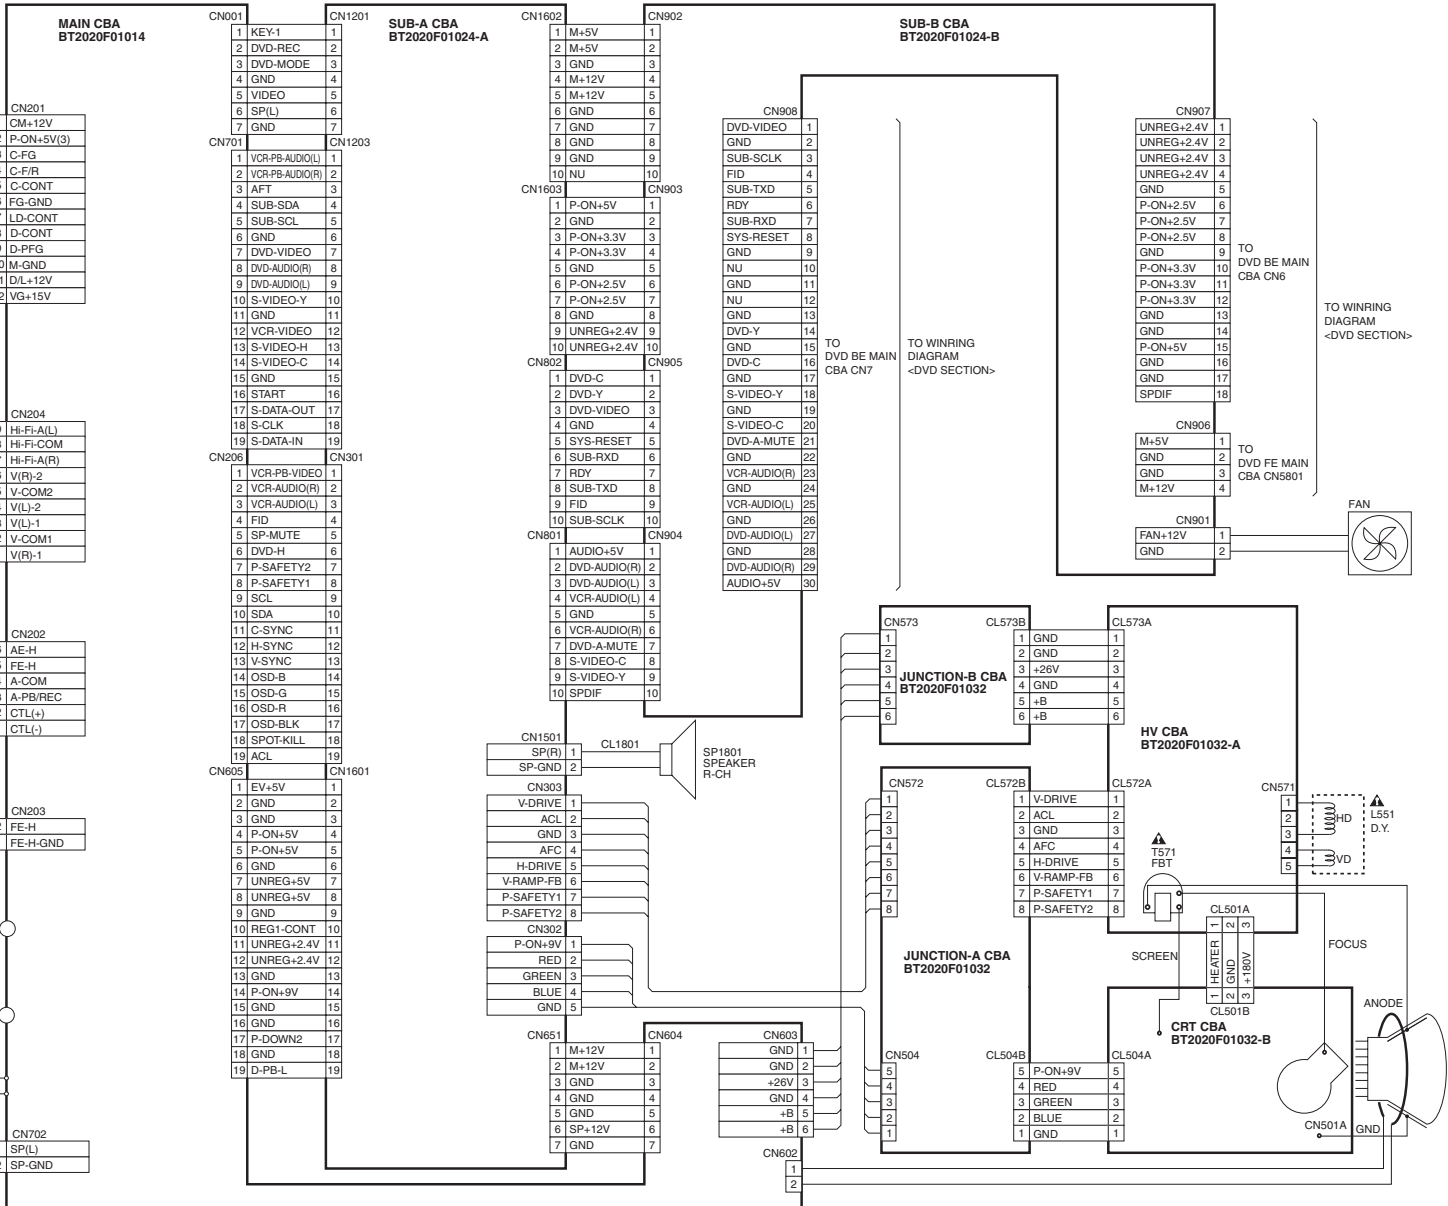 MAIN CBA
BT2020F01014
CN201
CM+12V
P-ON+5V(3)
C-FG
C-F/R
C-CONT
FG-GND
LD-CONT
D-CONT
D-PFG
M-GND
D/L+12V
VG+15V
CN204
Hi-Fi-A(L)
Hi-Fi-COM
Hi-Fi-A(R)
V(R)-2
V-COM2
V(L)-2
V(L)-1
V-COM1
V(R)-1
CN202
AE-H
FE-H
A-COM
A-PB/REC
CTL(+)
CTL(-)
CN203
FE-H
FE-H-GND
CN702
SP(L)
SP-GND
CN001 CN1201
1 KEY-1 1
2 DVD-REC 2
3 DVD-MODE 3
4 GND 4
5 VIDEO 5
6 SP(L) 6
7 GND 7
CN701 CN1203
1 VCR-PB-AUDIO(L) 1
2 VCR-PB-AUDIO(R) 2
3 AFT 3
4 SUB-SDA 4
5 SUB-SCL 5
6 GND 6
7 DVD-VIDEO 7
8 DVD-AUDIO(R) 8
9 DVD-AUDIO(L) 9
10 S-VIDEO-Y 10
11 GND 11
12 VCR-VIDEO 12
13 S-VIDEO-H 13
14 S-VIDEO-C 14
15 GND 15
16 START 16
17 S-DATA-OUT 17
18 S-CLK 18
19 S-DATA-IN 19
CN206 CN301
1 VCR-PB-VIDEO 1
2 VCR-AUDIO(R) 2
3 VCR-AUDIO(L) 3
4 FID 4
5 SP-MUTE 5
6 DVD-H 6
7 P-SAFETY2 7
8 P-SAFETY1 8
9 SCL 9
10 SDA 10
11 C-SYNC 11
12 H-SYNC 12
13 V-SYNC 13
14 OSD-B 14
15 OSD-G 15
16 OSD-R 16
17 OSD-BLK 17
18 SPOT-KILL 18
19 ACL 19
CN605 CN1601
1 EV+5V 1
2 GND 2
3 GND 3
4 P-ON+5V 4
5 P-ON+5V 5
6 GND 6
7 UNREG+5V 7
8 UNREG+5V 8
9 GND 9
10 REG1-CONT 10
11 UNREG+2.4V 11
12 UNREG+2.4V 12
13 GND 13
14 P-ON+9V 14
15 GND 15
16 GND 16
17 P-DOWN2 17
18 GND 18
19 D-PB-L 19
SUB-A CBA
BT2020F01024-A
CN1602 CN902
1 M+5V 1
2 M+5V 2
3 GND 3
4 M+12V 4
5 M+12V 5
6 GND 6
7 GND 7
8 GND 8
9 GND 9
10 NU 10
CN1603 CN903
1 P-ON+5V 1
2 GND 2
3 P-ON+3.3V 3
4 P-ON+3.3V 4
5 GND 5
6 P-ON+2.5V 6
7 P-ON+2.5V 7
8 GND 8
9 UNREG+2.4V 9
10 UNREG+2.4V 10
CN802 CN905
1 DVD-C 1
2 DVD-Y 2
3 DVD-VIDEO 3
4 GND 4
5 SYS-RESET 5
6 SUB-RXD 6
7 RDY 7
8 SUB-TXD 8
9 FID 9
10 SUB-SCLK 10
CN801 CN904
1 AUDIO+5V 1
2 DVD-AUDIO(R) 2
3 DVD-AUDIO(L) 3
4 VCR-AUDIO(L) 4
5 GND 5
6 VCR-AUDIO(R) 6
7 DVD-A-MUTE 7
8 S-VIDEO-C 8
9 S-VIDEO-Y 9
10 SPDIF 10
CN1501
SP(R) 1
SP-GND 2
CL1801
SP1801
SPEAKER
R-CH
CN303
V-DRIVE 1
ACL 2
GND 3
AFC 4
H-DRIVE 5
V-RAMP-FB 6
P-SAFETY1 7
P-SAFETY2 8
CN302
P-ON+9V 1
RED 2
GREEN 3
BLUE 4
GND 5
CN651 CN604
1 M+12V 1
2 M+12V 2
3 GND 3
4 GND 4
5 GND 5
6 SP+12V 6
7 GND 7
CN603
GND 1
GND 2
+26V 3
GND 4
+B 5
+B 6
CN602
1
2
SUB-B CBA
BT2020F01024-B
CN908
DVD-VIDEO 1
GND 2
SUB-SCLK 3
FID 4
SUB-TXD 5
RDY 6
SUB-RXD 7
SYS-RESET 8
GND 9
NU 10
GND 11
NU 12
GND 13
DVD-Y 14
GND 15
DVD-C 16
GND 17
S-VIDEO-Y 18
GND 19
S-VIDEO-C 20
DVD-A-MUTE 21
GND 22
VCR-AUDIO(R) 23
GND 24
VCR-AUDIO(L) 25
GND 26
DVD-AUDIO(L) 27
GND 28
DVD-AUDIO(R) 29
AUDIO+5V 30
TO
DVD BE MAIN
CBA CN7
TO WINRING
DIAGRAM
<DVD SECTION>
CN907
UNREG+2.4V 1
UNREG+2.4V 2
UNREG+2.4V 3
UNREG+2.4V 4
GND 5
P-ON+2.5V 6
P-ON+2.5V 7
P-ON+2.5V 8
GND 9
P-ON+3.3V 10
P-ON+3.3V 11
P-ON+3.3V 12
GND 13
GND 14
P-ON+5V 15
GND 16
GND 17
SPDIF 18
TO
DVD BE MAIN
CBA CN6
CN906
M+5V 1
GND 2
GND 3
M+12V 4
TO
DVD FE MAIN
CBA CN5801
TO WINRING
DIAGRAM
<DVD SECTION>
CN901
FAN+12V 1
GND 2
FAN
CN573
1
2
3
4
5
6
JUNCTION-B CBA
BT2020F01032
CL573B CL573A
1 GND 1
2 GND 2
3 +26V 3
4 GND 4
5 +B 5
6 +B 6
HV CBA
BT2020F01032-A
CN572
1
2
3
4
5
6
7
8
CL572B CL572A
1 V-DRIVE 1
2 ACL 2
3 GND 3
4 AFC 4
5 H-DRIVE 5
6 V-RAMP-FB 6
7 P-SAFETY1 7
8 P-SAFETY2 8
JUNCTION-A CBA
BT2020F01032
CN504
5
4
3
2
1
CL504B CL504A
5 P-ON+9V 5
4 RED 4
3 GREEN 3
2 BLUE 2
1 GND 1
CN571
1
2
3
4
5
HD
VD
L551
D.Y.
T571
FBT
SCREEN
FOCUS
CL501A
1 HEATER 1
2 GND 2
3 +180V 3
CL501B
CRT CBA
BT2020F01032-B
ANODE
CN501A
GND